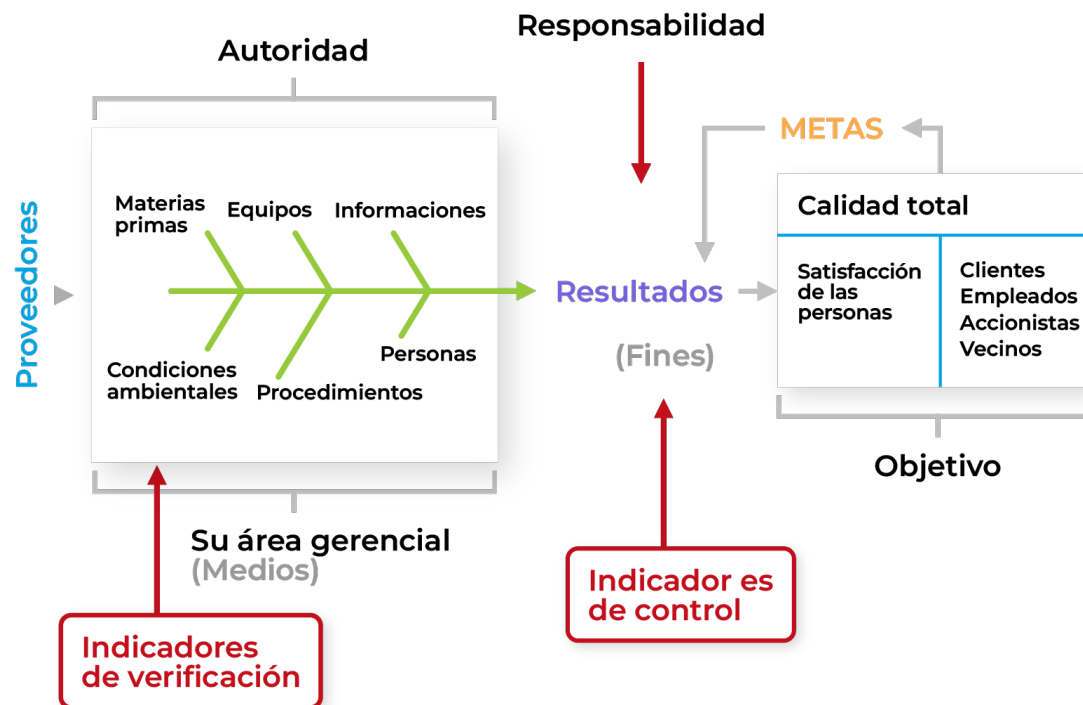 Responsabilidad
Autoridad
METAS
Proveedores
Materias
primas
Equipos
Informaciones
Condiciones
ambientales
Procedimientos
Personas
Resultados
(Fines)
Calidad total
Satisfacción
de las
personas
Clientes
Empleados
Accionistas
Vecinos
Objetivo
Su área gerencial
(Medios)
Indicadores
de verificación
Indicador es
de control